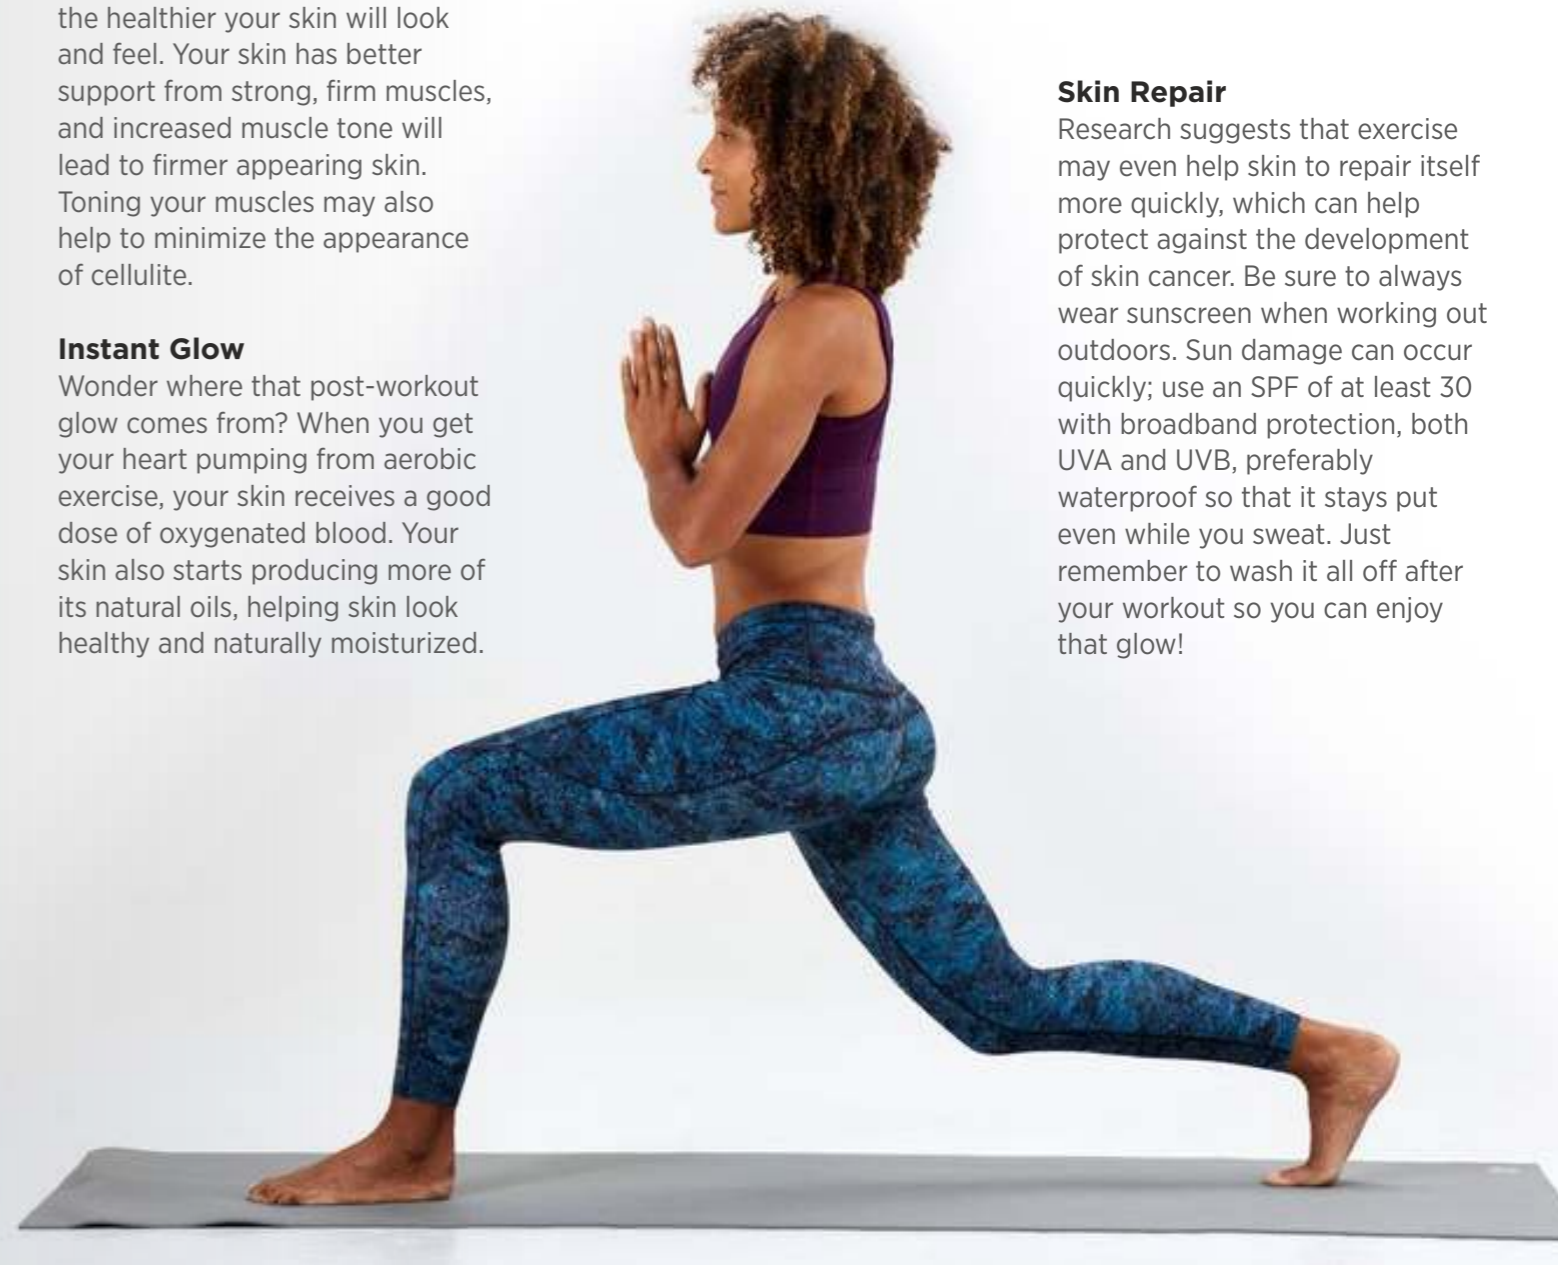 the healthier your skin will look
and feel. Your skin has better
support from strong, firm muscles,
and increased muscle tone will
lead to firmer appearing skin.
Toning your muscles may also
help to minimize the appearance
of cellulite.
Instant Glow
Wonder where that post-workout
glow comes from? When you get
your heart pumping from aerobic
exercise, your skin receives a good
dose of oxygenated blood. Your
skin also starts producing more of
its natural oils, helping skin look
healthy and naturally moisturized.
Skin Repair
Research suggests that exercise
may even help skin to repair itself
more quickly, which can help
protect against the development
of skin cancer. Be sure to always
wear sunscreen when working out
outdoors. Sun damage can occur
quickly; use an SPF of at least 30
with broadband protection, both
UVA and UVB, preferably
waterproof so that it stays put
even while you sweat. Just
remember to wash it all off after
your workout so you can enjoy
that glow!